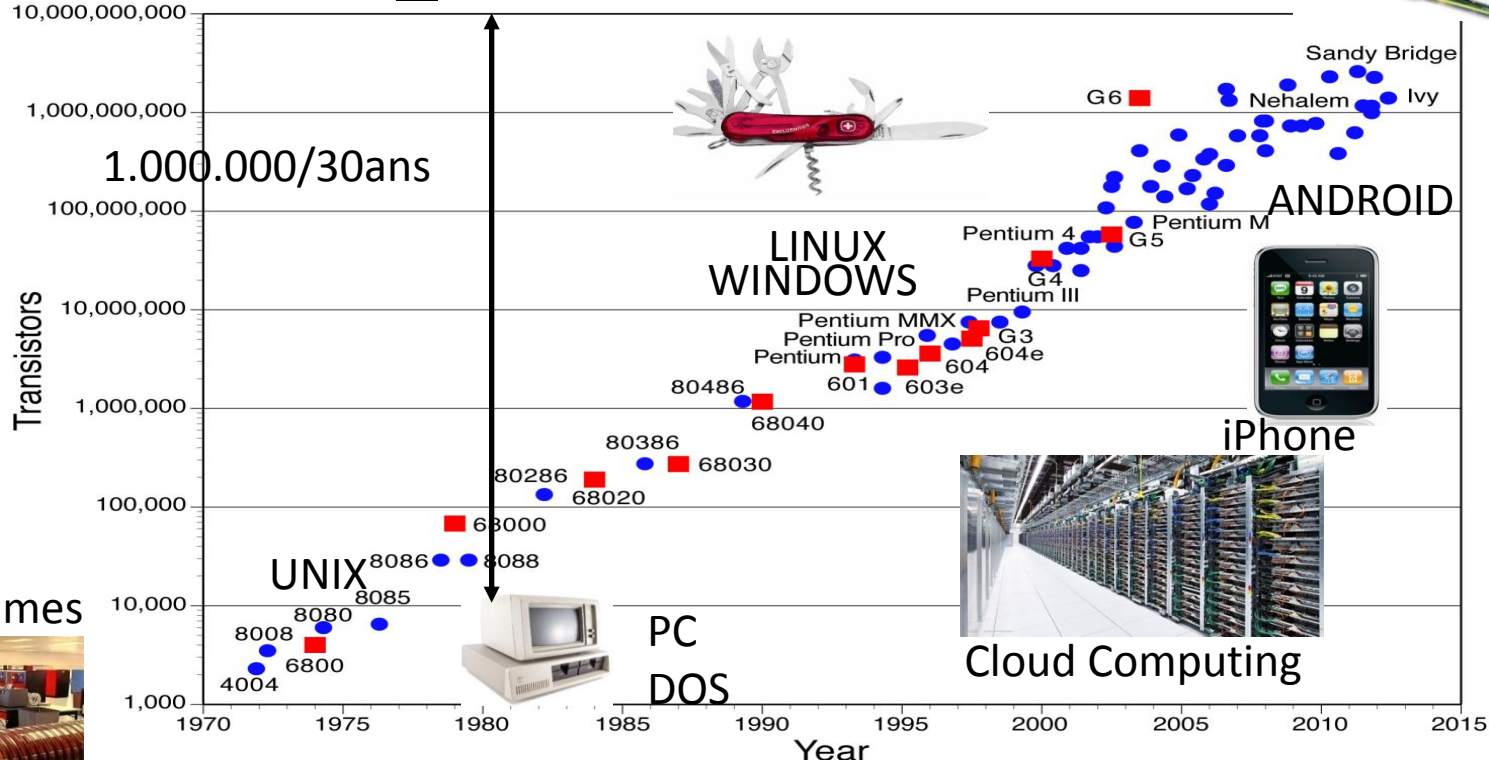 10,000,000,000
Sandy Bridge
G6
Nehalem
Ivy
1,000,000,000
1.000.000/30ans
100,000,000
ANDROID
Pentium M
Pentium 4
G5
LINUX
WINDOWS
G4
10,000,000
Pentium III
Pentium MMX
G3
Pentium Pro
604e
Pentium
604
601
603e
80486
1,000,000
68040
Transistors
80386
68030
iPhone
80286
68020
100,000
68000
8086
8088
UNIX
8085
10,000
mes
8080
8008
6800
4004
PC
DOS
Cloud Computing
1,000
1970
1975
1980
1985
1990
1995
2000
2005
2010
2015
Year